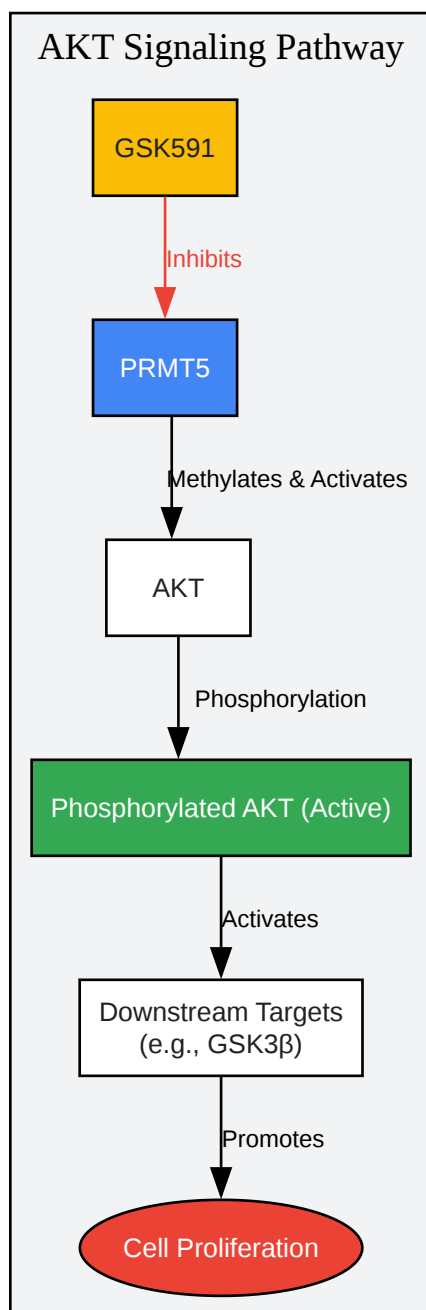 AKT Signaling Pathway
GSK591
Inhibits
PRMT5
Methylates & Activates
AKT
Phosphorylation
Phosphorylated AKT (Active)
Activates
Downstream Targets
(e.g., GSK3β)
Promotes
Cell Proliferation